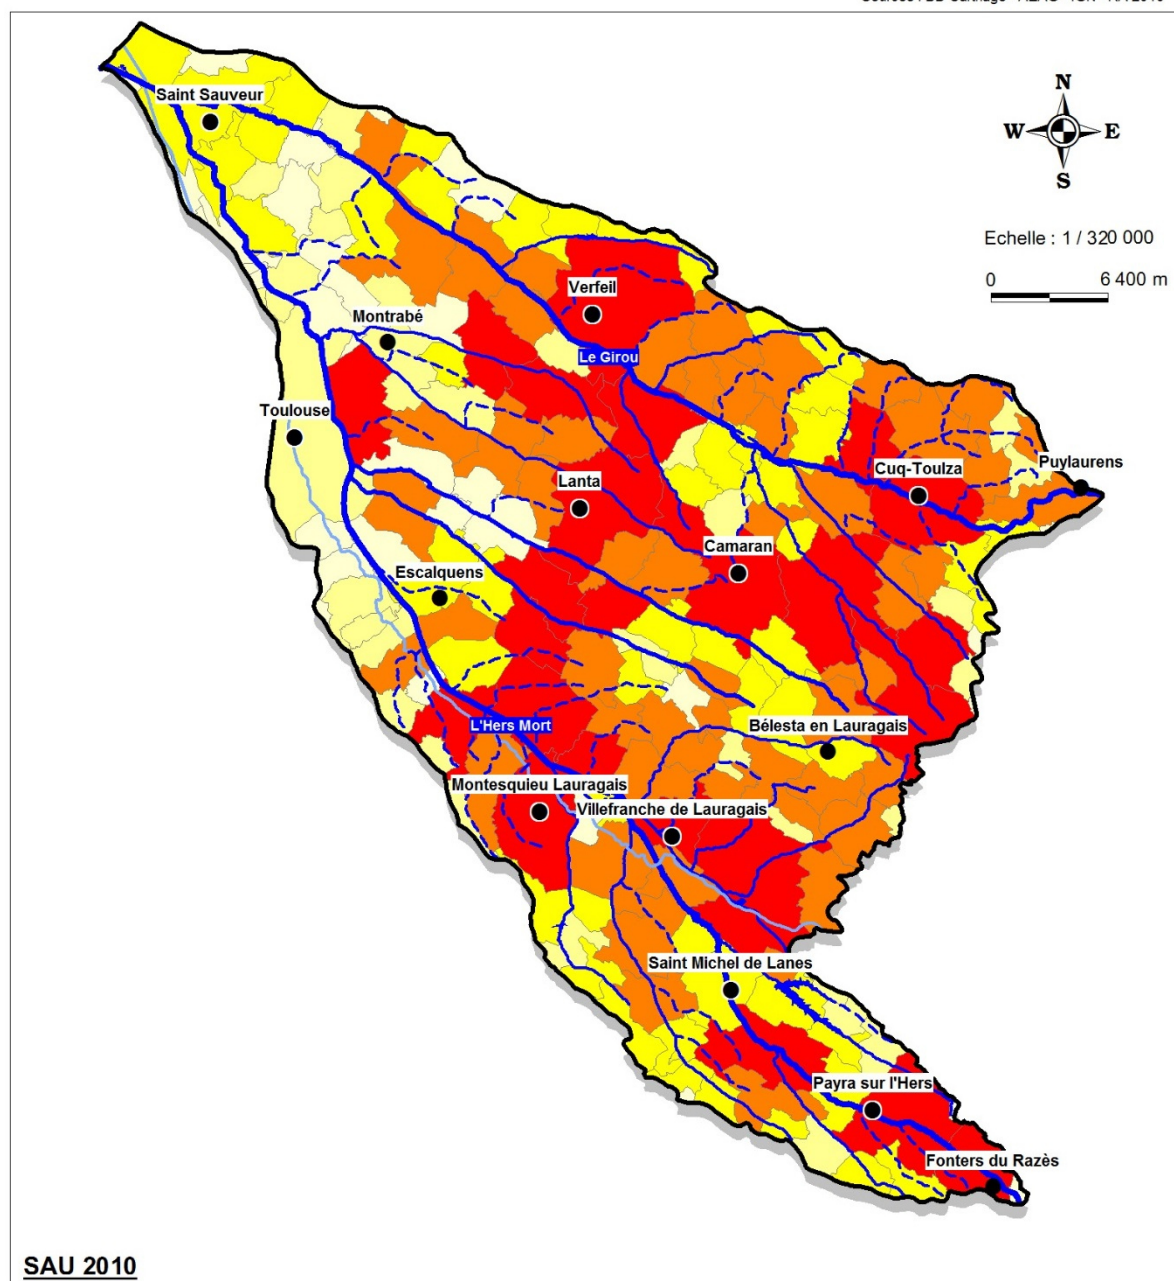 N
W E
S
Echelle : 1 / 320 000
0 6 400 m
Saint Sauveur
Verfeil
Montrabé
Le Girou
Toulouse
Cuq-Toulza
Puylaurens
Lanta
Camaran
Escalquens
L'Hers Mort
Bélesta en Lauragais
Montesquieu Lauragais
Villefranche de Lauragais
Saint Michel de Lanes
Payra sur l'Hers
Fonters du Razès
SAU 2010